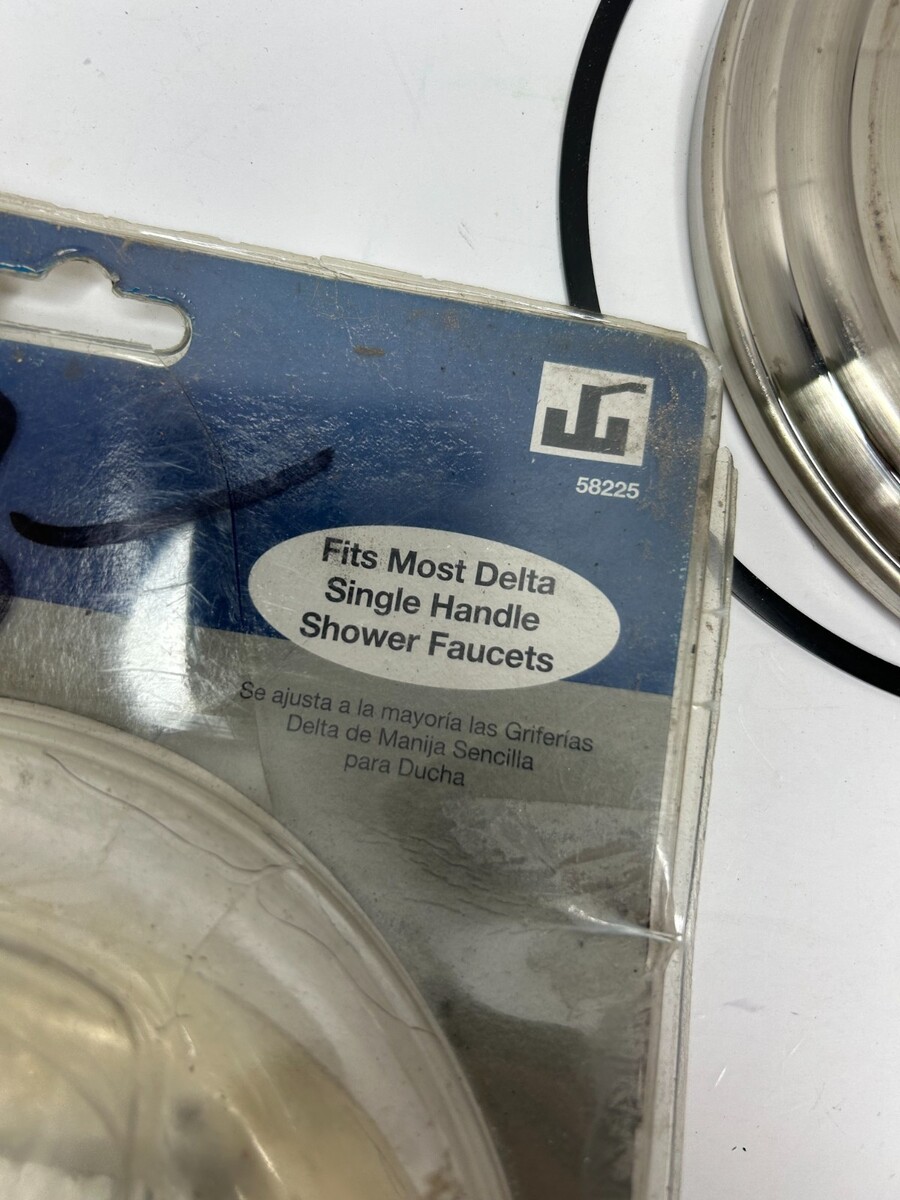 58225
Fits Most Delta
Single Handle
Shower Faucets
Se ajusta a la mayoría las Griferías
Delta de Manija Sencilla
para Ducha